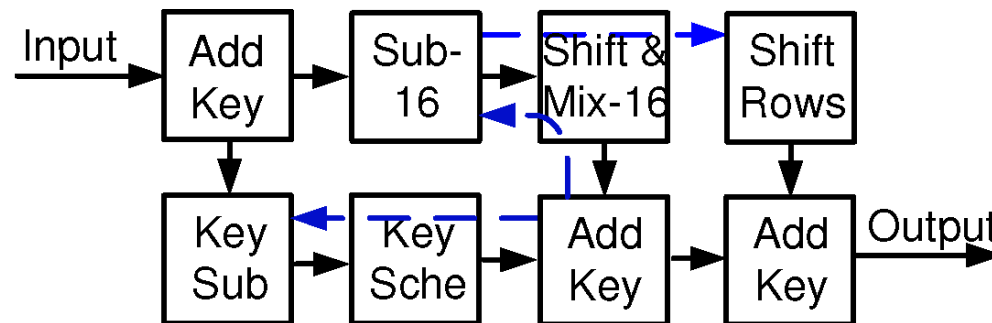 Input
Add
Key
Sub-
16
Shift &
Mix-16
Shift
Rows
Key
Sub
Key
Sche
Add
Key
Add
Key
Output